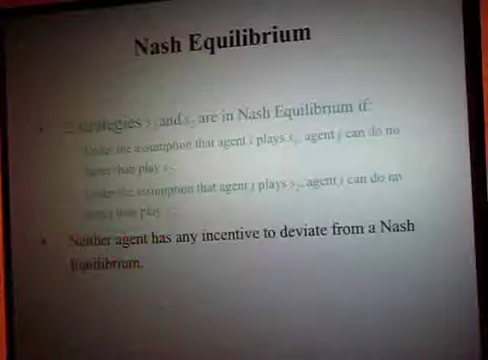 Nash Equilibrium
strategies s and s are in Nash Equilibrium if:
Under the assumption that agent i plays s , agent j can do no
better than play s
Under the assumption that agent j plays s , agent i can do no
better than play
Neither agent has any incentive to deviate from a Nash
Equilibrium.